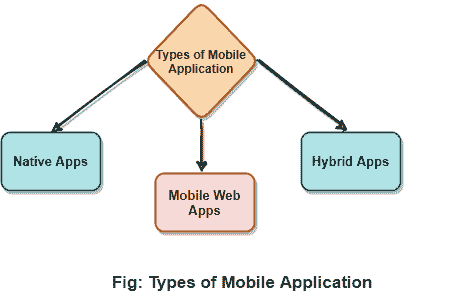 Types of Mobile
Application
Native Apps
Mobile Web
Apps
Hybrid Apps
Fig: Types of Mobile Application